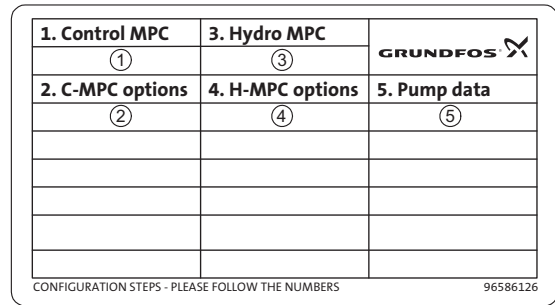 1. Control MPC 3. Hydro MPC GRUNDFOS
1 3
2. C-MPC options 4. H-MPC options 5. Pump data
2 4 5
CONFIGURATION STEPS - PLEASE FOLLOW THE NUMBERS 96586126